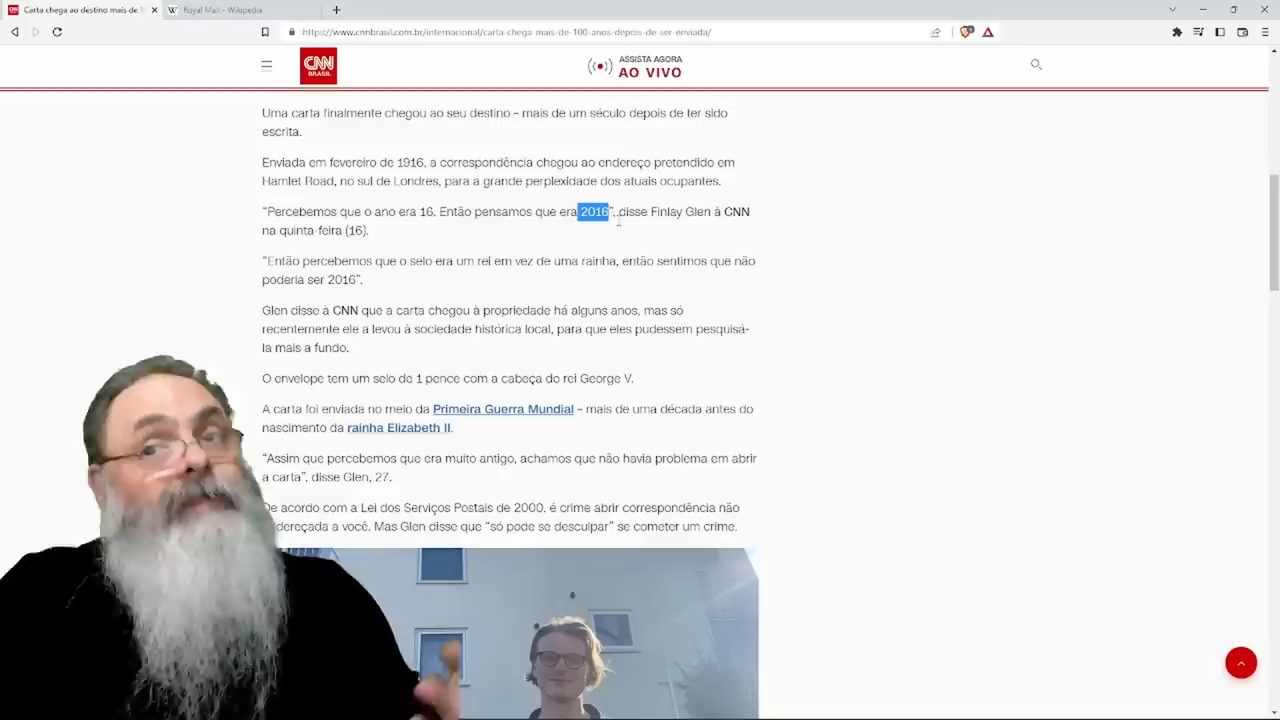 Carta chega ao destino mais de 1
Royal Mail - Wikipedia
https://www.cnnbrasil.com.br/internacional/carta-chega-mais-de-100-anos-depois-de-ser-enviada/
CNN
BRASIL
ASSISTA AGORA
AO VIVO
Uma carta finalmente chegou ao seu destino – mais de um século depois de ter sido
escrita.
Enviada em fevereiro de 1916, a correspondência chegou ao endereço pretendido em
Hamlet Road, no sul de Londres, para a grande perplexidade dos atuais ocupantes.
“Percebemos que o ano era 16. Então pensamos que era 2016”, disse Finlay Glen à CNN
na quinta-feira (16).
“Então percebemos que o selo era um rei em vez de uma rainha, então sentimos que não
poderia ser 2016”.
Glen disse à CNN que a carta chegou à propriedade há alguns anos, mas só
recentemente ele a levou à sociedade histórica local, para que eles pudessem pesquisá-
la mais a fundo.
O envelope tem um selo de 1 pence com a cabeça do rei George V.
A carta foi enviada no meio da Primeira Guerra Mundial – mais de uma década antes do
nascimento da rainha Elizabeth II.
“Assim que percebemos que era muito antigo, achamos que não havia problema em abrir
a carta”, disse Glen, 27.
De acordo com a Lei dos Serviços Postais de 2000, é crime abrir correspondência não
dereçada a você. Mas Glen disse que “só pode se desculpar” se cometer um crime.